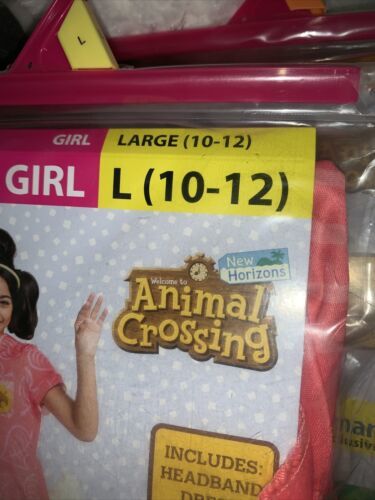 L
GIRL LARGE (10-12)
GIRL L (10-12)
New
Horizons
Welcome to
Animal
Crossing
INCLUDES:
HEADBAND